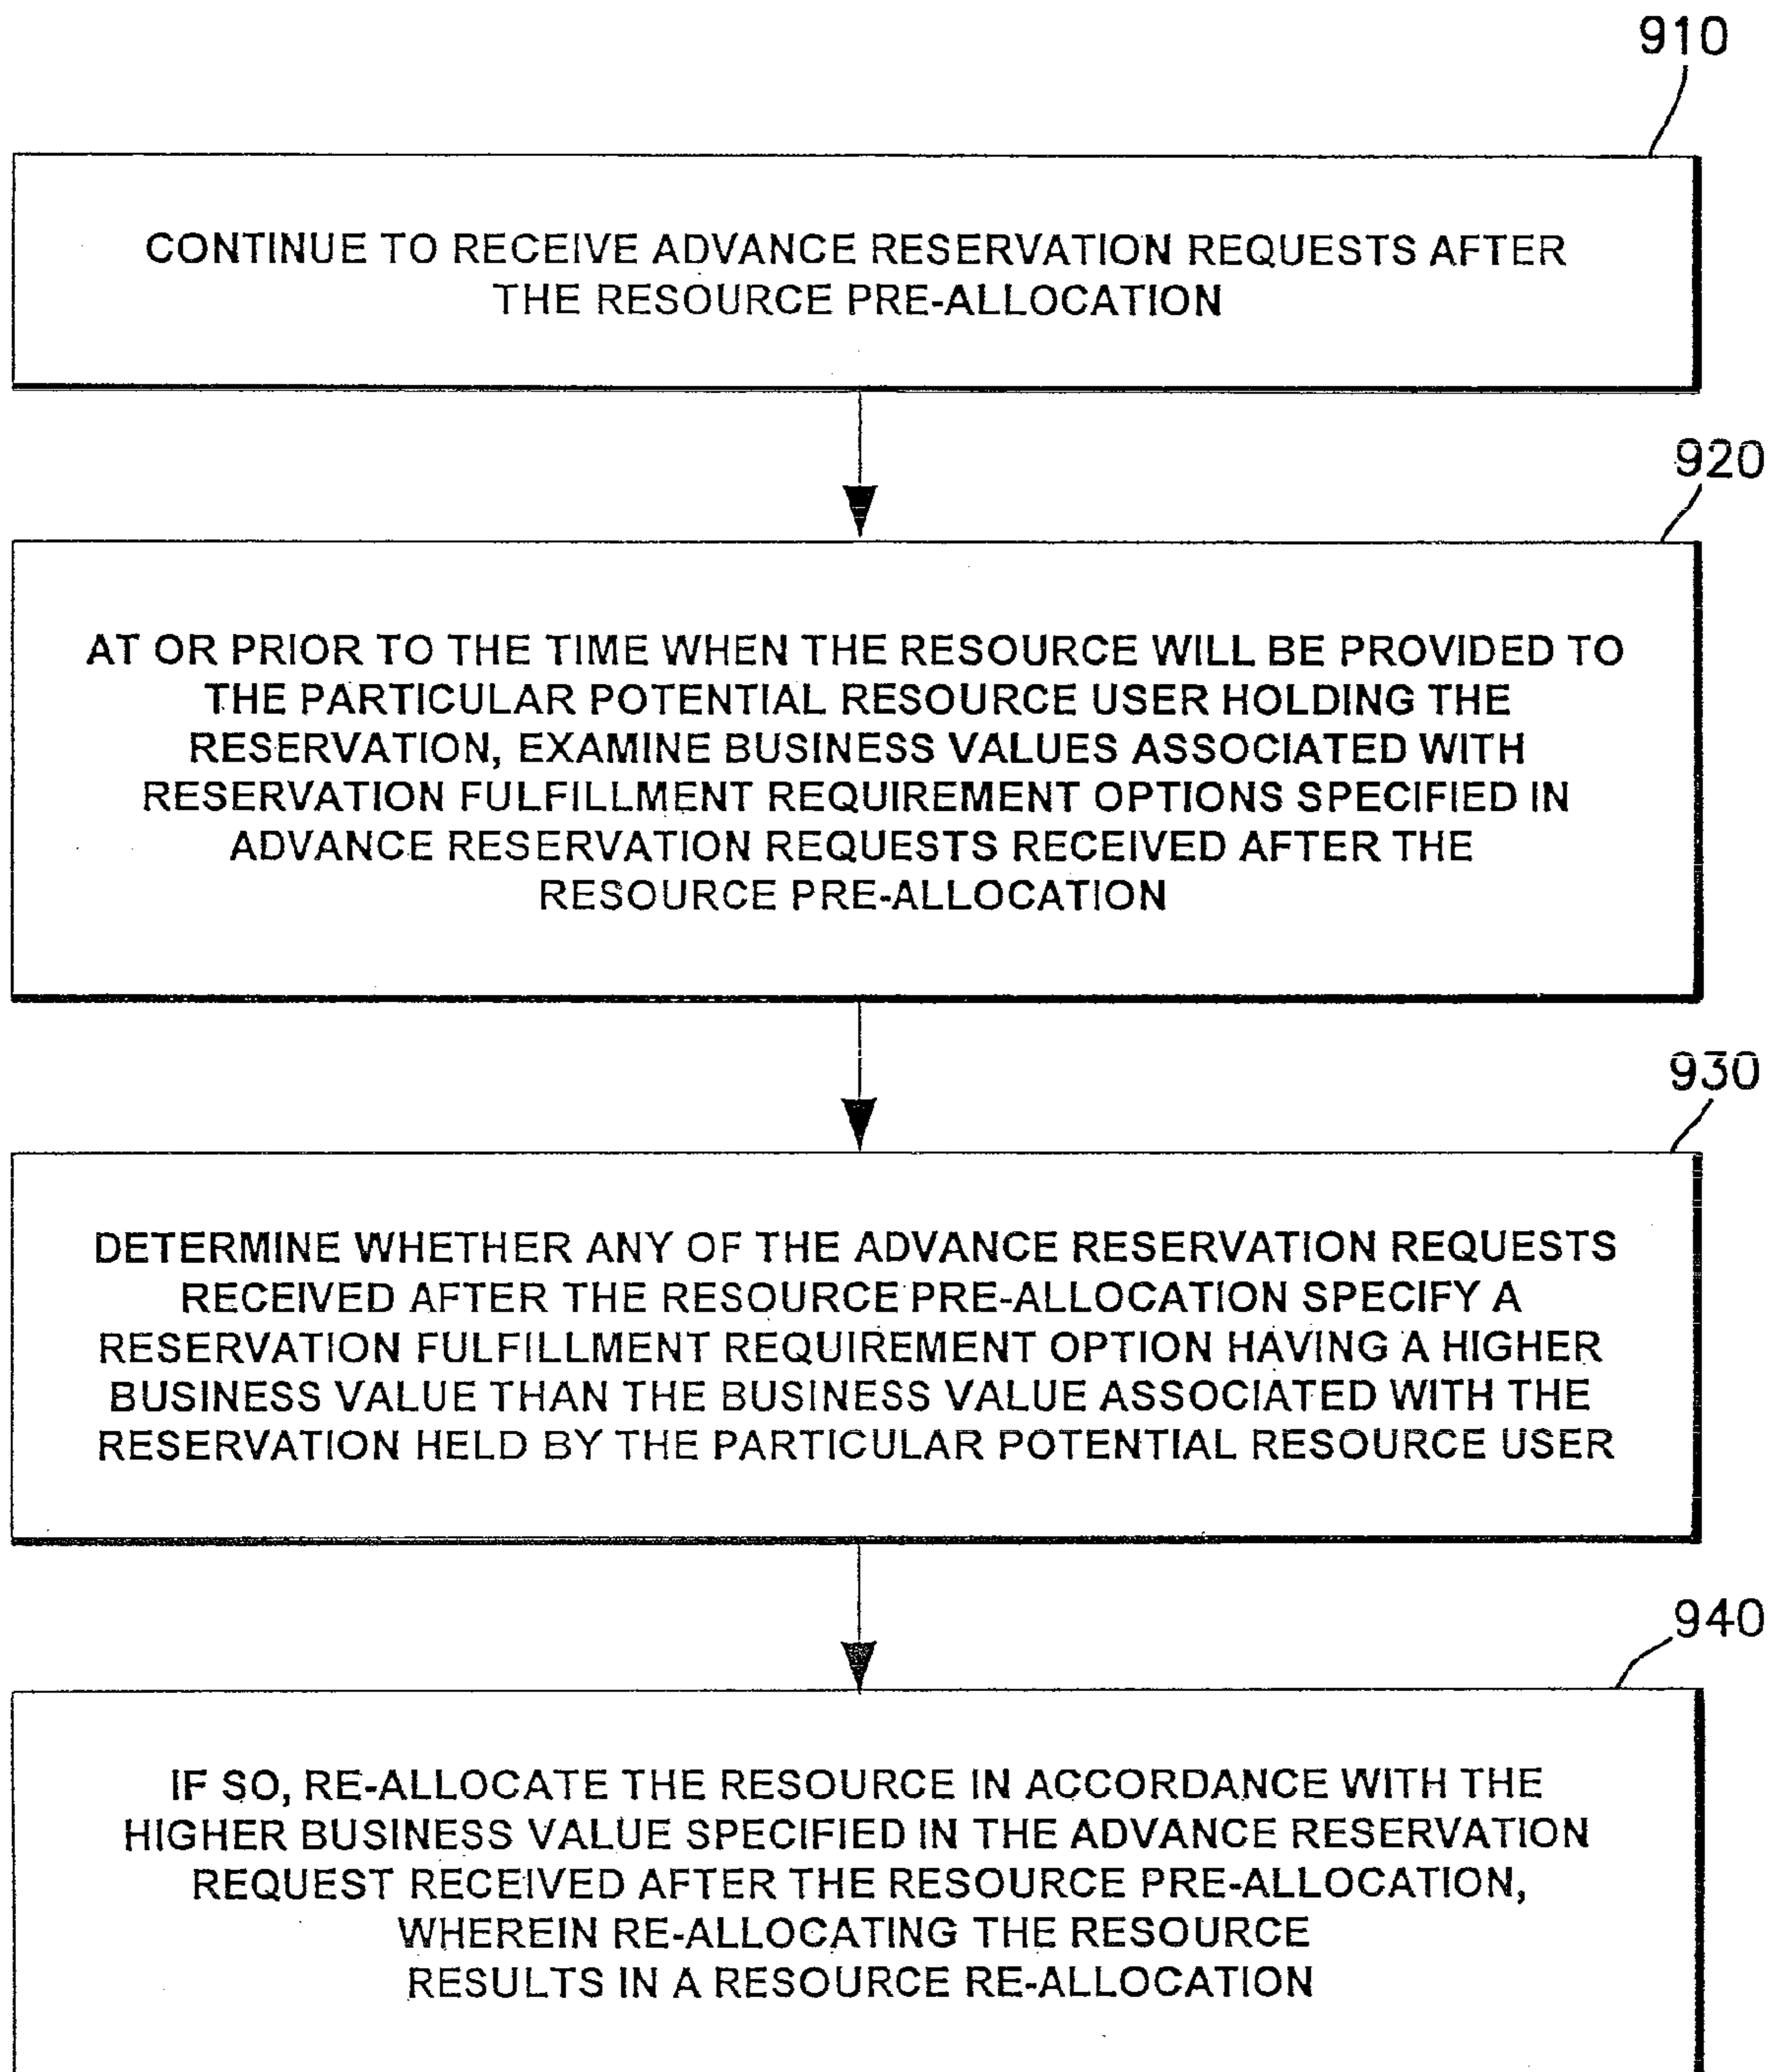 910
CONTINUE TO RECEIVE ADVANCE RESERVATION REQUESTS AFTER
THE RESOURCE PRE-ALLOCATION
920
AT OR PRIOR TO THE TIME WHEN THE RESOURCE WILL BE PROVIDED TO
THE PARTICULAR POTENTIAL RESOURCE USER HOLDING THE
RESERVATION, EXAMINE BUSINESS VALUES ASSOCIATED WITH
RESERVATION FULFILLMENT REQUIREMENT OPTIONS SPECIFIED IN
ADVANCE RESERVATION REQUESTS RECEIVED AFTER THE
RESOURCE PRE-ALLOCATION
930
DETERMINE WHETHER ANY OF THE ADVANCE RESERVATION REQUESTS
RECEIVED AFTER THE RESOURCE PRE-ALLOCATION SPECIFY A
RESERVATION FULFILLMENT REQUIREMENT OPTION HAVING A HIGHER
BUSINESS VALUE THAN THE BUSINESS VALUE ASSOCIATED WITH THE
RESERVATION HELD BY THE PARTICULAR POTENTIAL RESOURCE USER
940
IF SO, RE-ALLOCATE THE RESOURCE IN ACCORDANCE WITH THE
HIGHER BUSINESS VALUE SPECIFIED IN THE ADVANCE RESERVATION
REQUEST RECEIVED AFTER THE RESOURCE PRE-ALLOCATION,
WHEREIN RE-ALLOCATING THE RESOURCE
RESULTS IN A RESOURCE RE-ALLOCATION